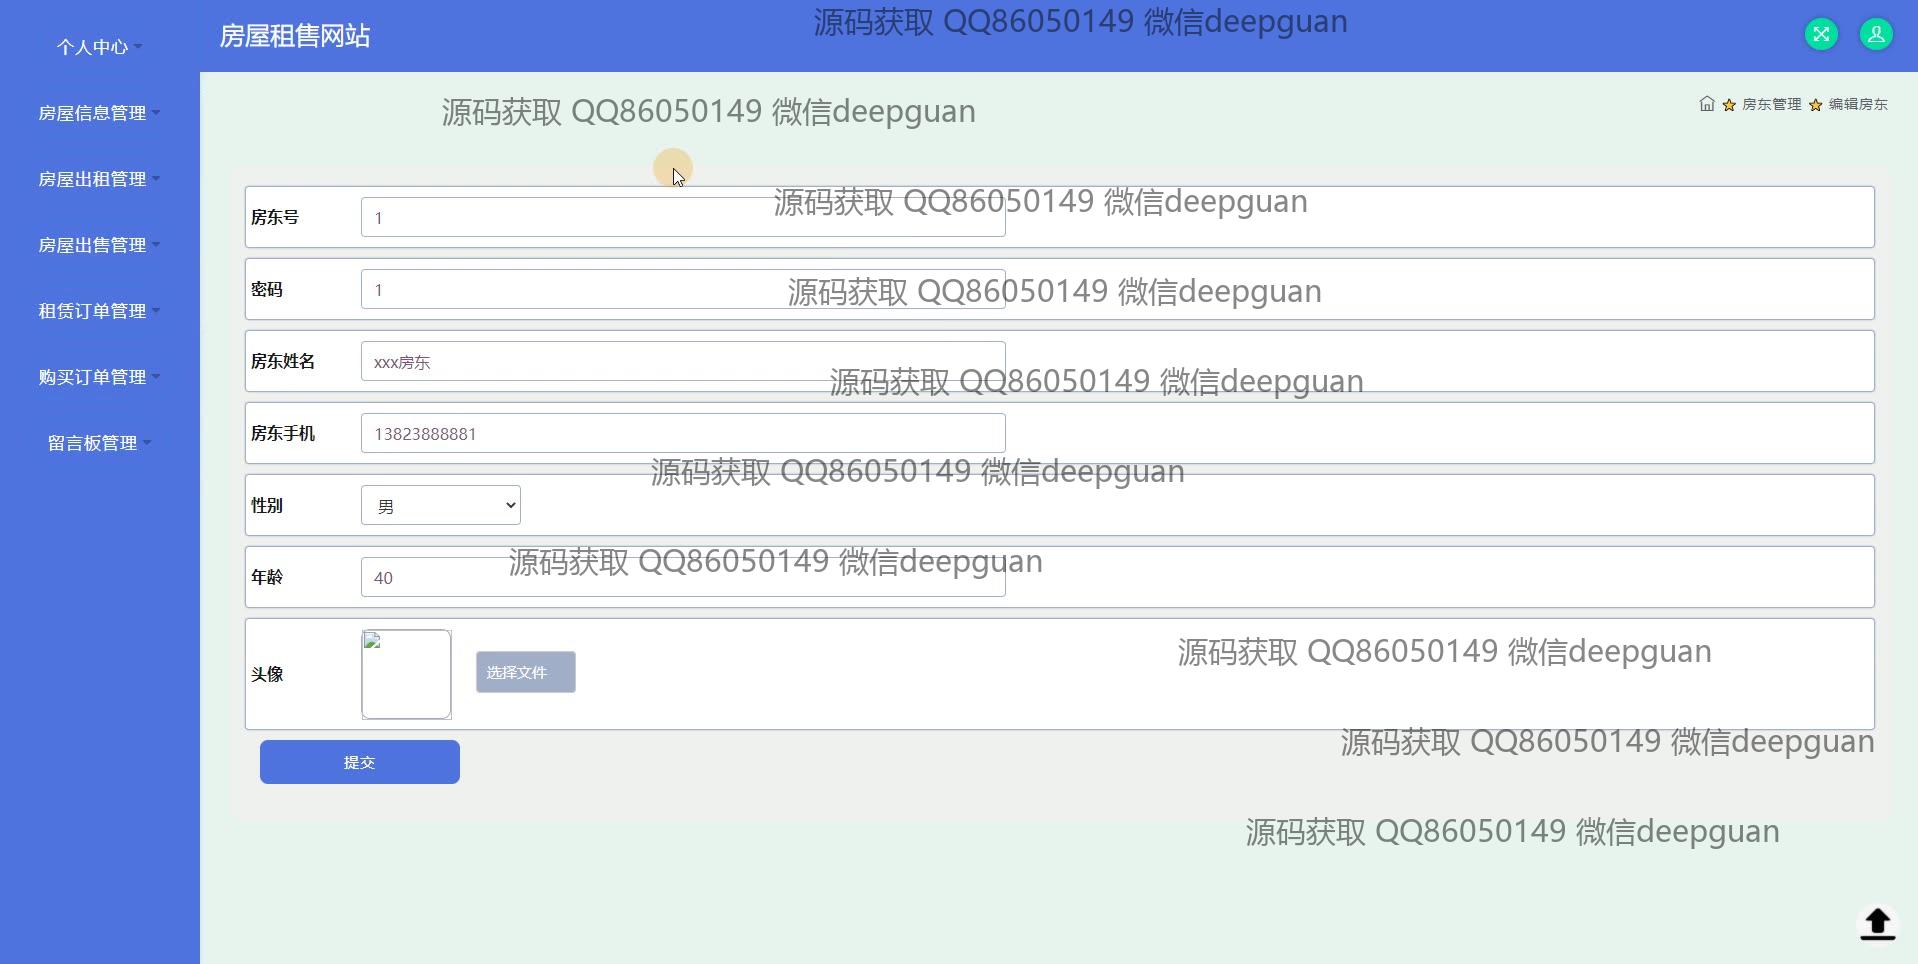 个人中心
房屋信息管理
房屋出租管理
房屋出售管理
租赁订单管理
购买订单管理
留言板管理
房屋租售网站
源码获取 QQ86050149 微信deepguan
源码获取 QQ86050149 微信deepguan
房东管理 编辑房东
房东号 1
源码获取 QQ86050149 微信deepguan
密码 1
源码获取 QQ86050149 微信deepguan
房东姓名 xxx房东
源码获取 QQ86050149 微信deepguan
房东手机 13823888881
源码获取 QQ86050149 微信deepguan
性别 男
年龄 40
源码获取 QQ86050149 微信deepguan
头像 选择文件
源码获取 QQ86050149 微信deepguan
源码获取 QQ86050149 微信deepguan
提交
源码获取 QQ86050149 微信deepguan